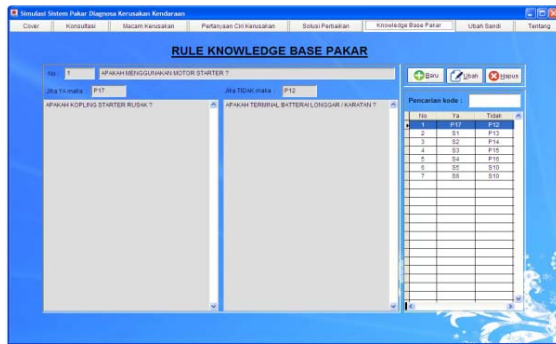 Simulasi Sistem Pakar Diagnosa Kerusakan Kendaraan
Cover Konsultasi Macam Kerusakan Pertanyaan Ciri Kerusakan Solusi Perbaikan Knowledge Base Pakar Ubah Sandi Tentang
RULE KNOWLEDGE BASE PAKAR
No : 1 APAKAH MENGGUNAKAN MOTOR STARTER ?
Jika YA maka : P17 Jika TIDAK maka : P12
APAKAH KOPLING STARTER RUSAK ? APAKAH TERMINAL BATTERAI LONGGAR / KARATAN ?
Baru Ubah Hapus
Pencarian kode :
No Ya Tidak
1 P17 P12
2 S1 P13
3 S2 P14
4 S3 P15
5 S4 P16
6 S5 S10
7 S8 S10